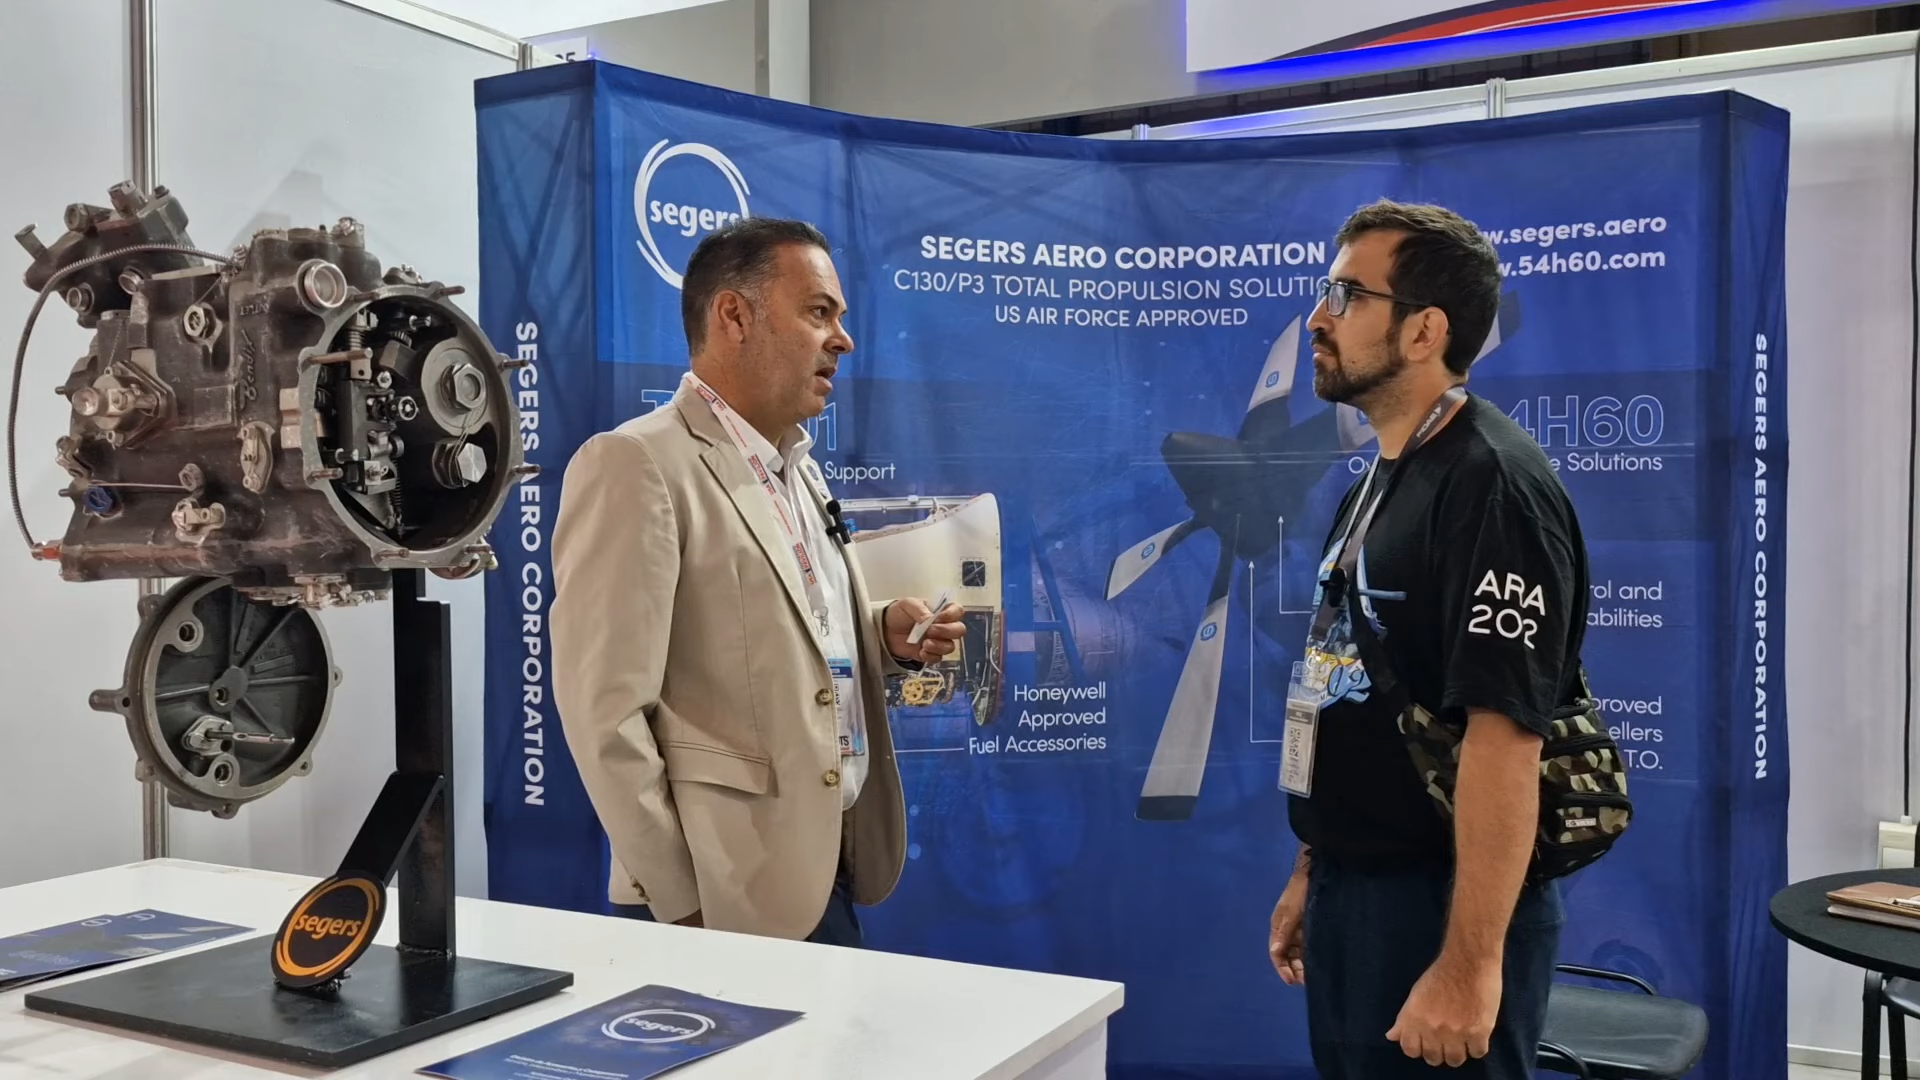 segers
SEGERS AERO CORPORATION
C130/P3 TOTAL PROPULSION
US AIR FORCE APPROVED
.segers.aero
.54h60.com
SEGERS AERO CORPORATION
SEGERS AERO CORPORATION
Support
4H60
Solutions
Honeywell
Approved
Fuel Accessories
rol and
abilities
proved
ellers
T.O.
ARA
202
segers
segers